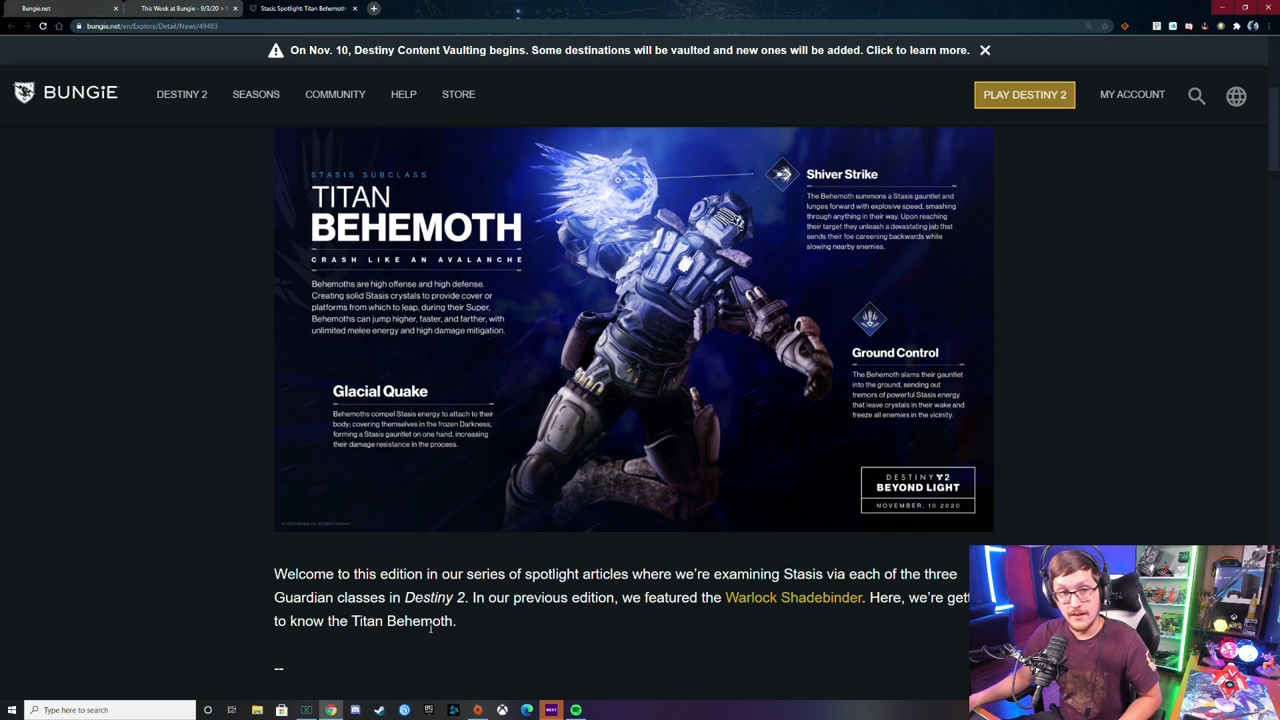 Bungie.net
This Week at Bungie - 9/3/20 >
Stasis Spotlight: Titan Behemoth
bungie.net/en/Explore/Detail/News/49483
On Nov. 10, Destiny Content Vaulting begins. Some destinations will be vaulted and new ones will be added. Click to learn more.
BUNGiE
DESTINY 2
SEASONS
COMMUNITY
HELP
STORE
PLAY DESTINY 2
MY ACCOUNT
STASIS SUBCLASS
TITAN
BEHEMOTH
CRASH LIKE AN AVALANCHE
Behemoths are high offense and high defense.
Creating solid Stasis crystals to provide cover or
platforms from which to leap, during their Super,
Behemoths can jump higher, faster, and farther, with
unlimited melee energy and high damage mitigation.
Shiver Strike
The Behemoth summons a Stasis gauntlet and
lunges forward with explosive speed, smashing
through anything in their way. Upon reaching
their target they unleash a devastating jab that
sends their foe careening backwards while
slowing nearby enemies.
Ground Control
The Behemoth slams their gauntlet
into the ground, sending out
tremors of powerful Stasis energy
that leave crystals in their wake and
freeze all enemies in the vicinity.
Glacial Quake
Behemoths compel Stasis energy to attach to their
body; covering themselves in the frozen Darkness,
forming a Stasis gauntlet on one hand, increasing
their damage resistance in the process.
DESTINY 2
BEYOND LIGHT
NOVEMBER, 10 2020
Welcome to this edition in our series of spotlight articles where we're examining Stasis via each of the three
Guardian classes in Destiny 2. In our previous edition, we featured the Warlock Shadebinder. Here, we're gett
to know the Titan Behemoth.
--
Type here to search
NEXT